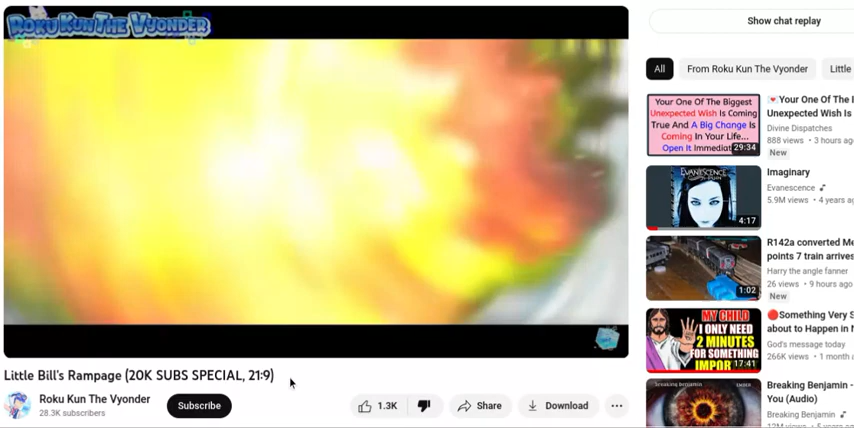 ROKU KUN THE VYONDER
Show chat replay
All
From Roku Kun The Vyonder
Little
Your One Of The Biggest
Unexpected Wish Is Coming
True And A Big Change Is
Coming In Your Life...
Open It Immediat
29:34
💌Your One Of The
Unexpected Wish Is
Divine Dispatches
888 views • 3 hours
New
EVANESCENCE
4:17
Imaginary
Evanescence
5.9M views • 4 years
1:02
R142a converted
points 7 train arrives
Harry the angle fanner
26 views • 9 hours ago
New
MY CHILD
I ONLY NEED
2 MINUTES
FOR SOMETHING
IMPOR
17:41
🔴Something Very
about to Happen in
God's message today
266K views • 1 month
Little Bill's Rampage (20K SUBS SPECIAL, 21:9)
Roku Kun The Vyonder
28.3K subscribers
Subscribe
1.3K
Share
Download
Breaking Benjamin
Breaking Benjamin -
You (Audio)
Breaking Benjamin